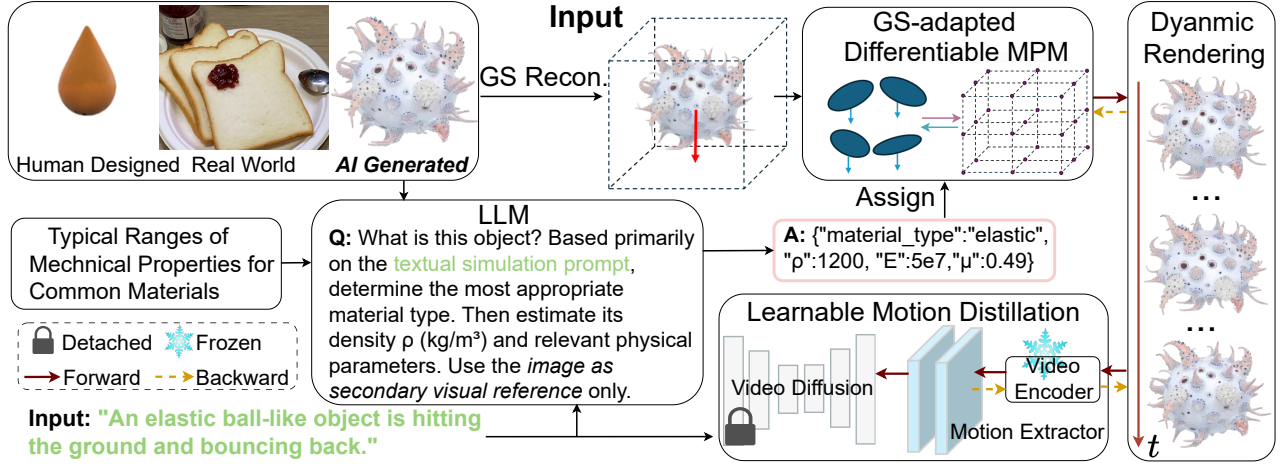 Human Designed
Real World
AI Generated
GS Recon.
Input
GS-adapted
Differentiable MPM
Dyanmic
Rendering
Assign
Typical Ranges of
Mechnical Properties for
Common Materials
LLM
Q: What is this object? Based primarily
on the textual simulation prompt,
determine the most appropriate
material type. Then estimate its
density ρ (kg/m³) and relevant physical
parameters. Use the image as
secondary visual reference only.
A: {"material_type":"elastic",
"ρ":1200, "E":5e7,"μ":0.49}
Detached
Frozen
Forward
Backward
Input: "An elastic ball-like object is hitting
the ground and bouncing back."
Learnable Motion Distillation
Video Diffusion
Video
Encoder
Motion Extractor
...
...
t